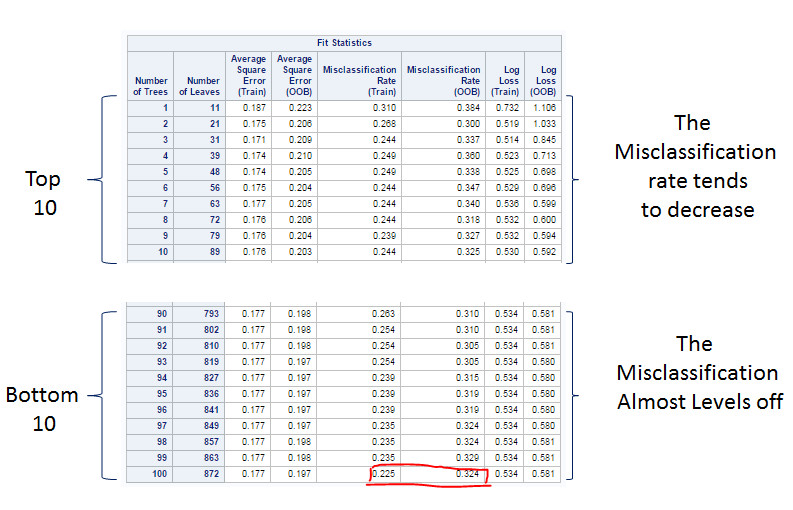 Fit Statistics
Number of Trees Number of Leaves Average Square Error (Train) Average Square Error (OOB) Misclassification Rate (Train) Misclassification Rate (OOB) Log Loss (Train) Log Loss (OOB)
1 11 0.187 0.223 0.310 0.384 0.732 1.106
2 21 0.175 0.206 0.268 0.300 0.519 1.033
3 31 0.171 0.209 0.244 0.337 0.514 0.845
4 39 0.174 0.210 0.249 0.360 0.523 0.713
5 48 0.174 0.205 0.249 0.338 0.525 0.698
6 56 0.175 0.204 0.244 0.347 0.529 0.696
7 63 0.177 0.205 0.244 0.340 0.536 0.599
8 72 0.176 0.206 0.244 0.318 0.532 0.600
9 79 0.176 0.204 0.239 0.327 0.532 0.594
10 89 0.176 0.203 0.244 0.325 0.530 0.592
Top
10
The
Misclassification
rate tends
to decrease
90 793 0.177 0.198 0.263 0.310 0.534 0.581
91 802 0.177 0.198 0.254 0.310 0.534 0.581
92 810 0.177 0.198 0.254 0.305 0.534 0.581
93 819 0.177 0.197 0.254 0.305 0.534 0.580
94 827 0.177 0.197 0.239 0.315 0.534 0.580
95 836 0.177 0.197 0.239 0.319 0.534 0.580
96 841 0.177 0.197 0.239 0.319 0.534 0.580
97 849 0.177 0.197 0.235 0.324 0.534 0.580
98 857 0.177 0.198 0.235 0.324 0.534 0.581
99 863 0.177 0.198 0.235 0.329 0.534 0.581
100 872 0.177 0.197 0.225 0.324 0.534 0.581
Bottom
10
The
Misclassification
Almost Levels off